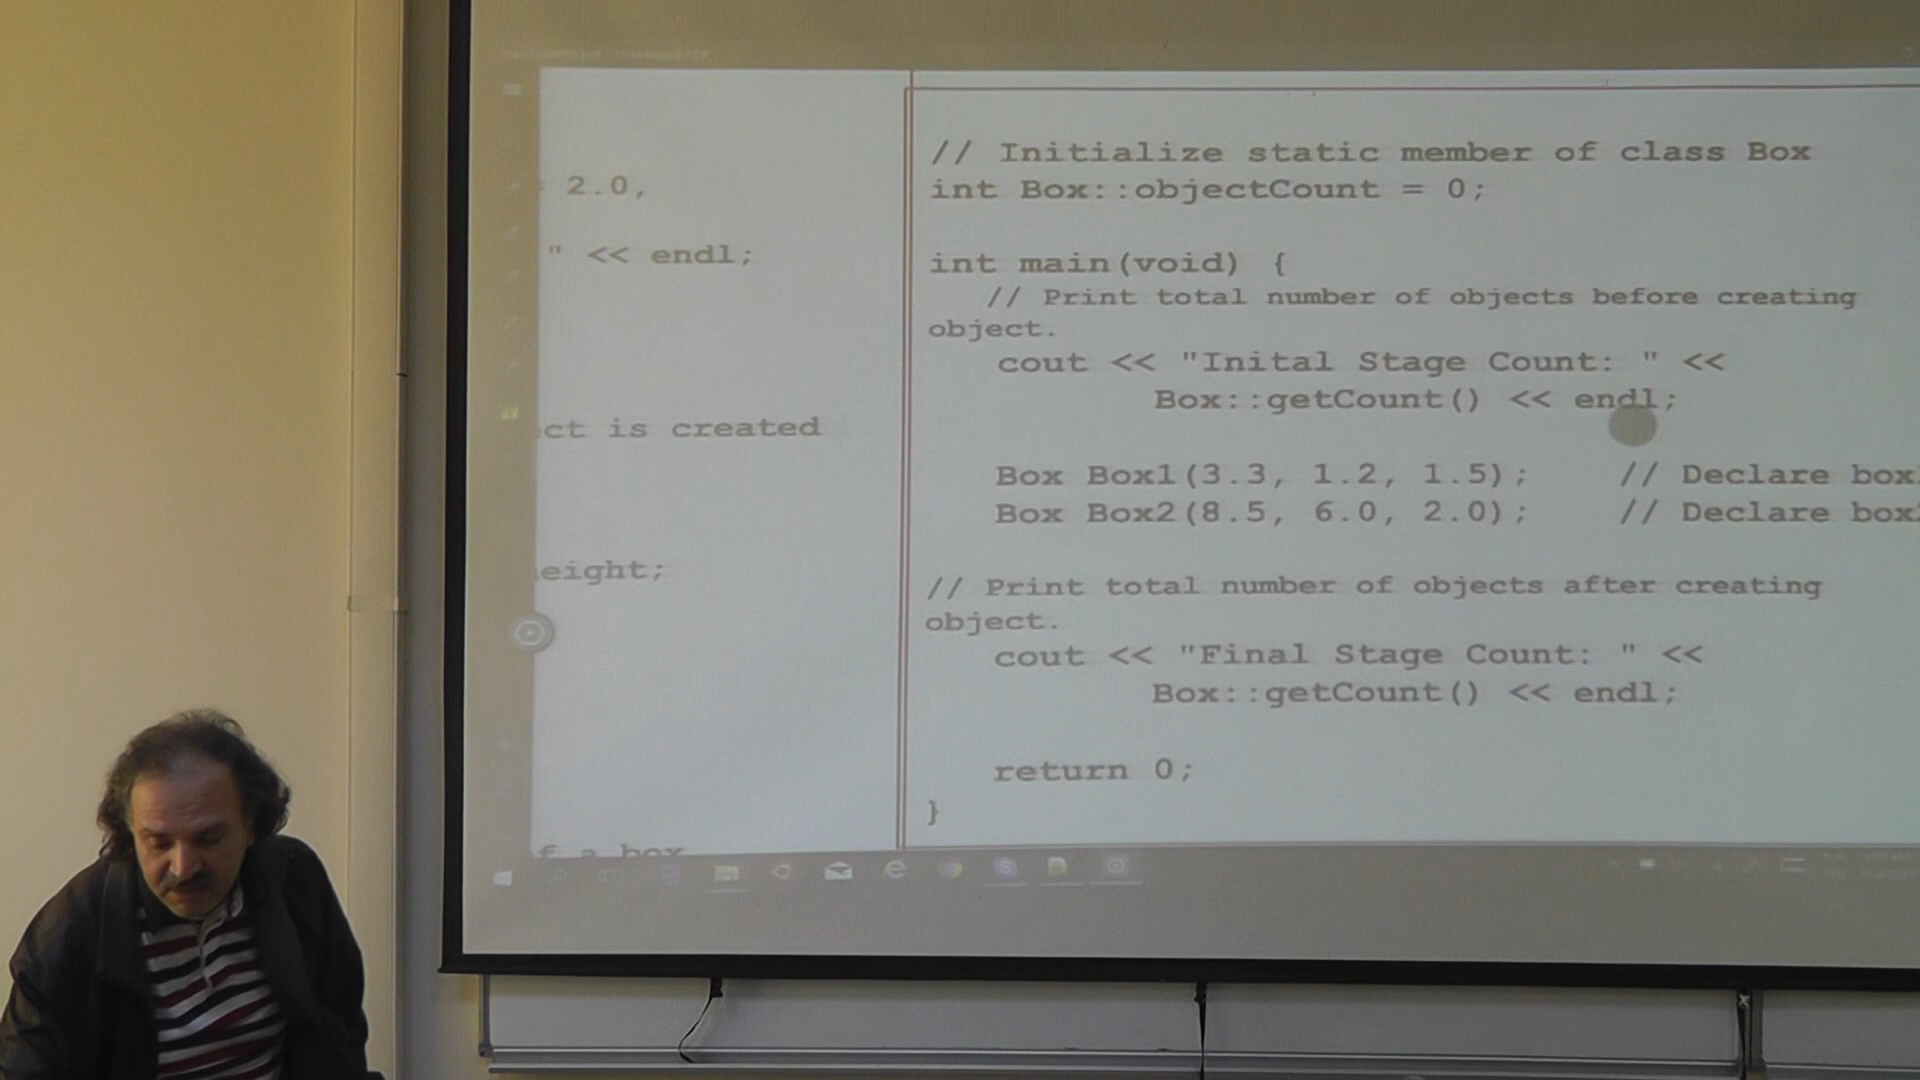 2.0,
" << endl;
ct is created
eight;
f a box
// Initialize static member of class Box
int Box::objectCount = 0;
int main(void) {
// Print total number of objects before creating
object.
cout << "Inital Stage Count: " <<
Box::getCount() << endl;
Box Box1(3.3, 1.2, 1.5); // Declare box
Box Box2(8.5, 6.0, 2.0); // Declare box
// Print total number of objects after creating
object.
cout << "Final Stage Count: " <<
Box::getCount() << endl;
return 0;
}